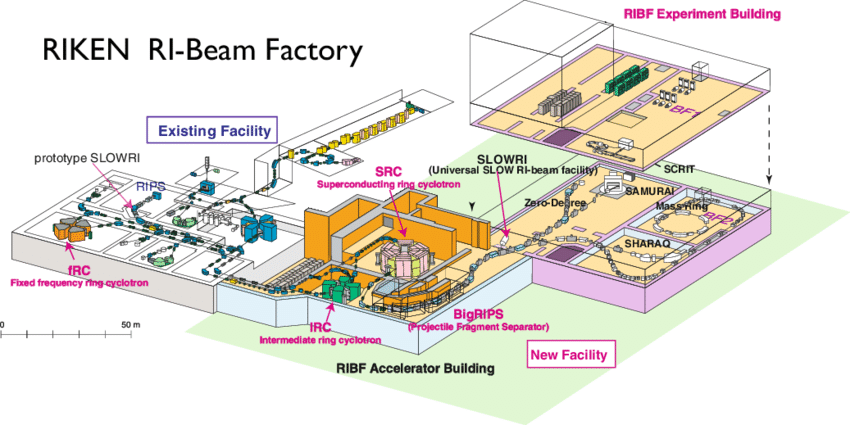 RIKEN RI-Beam Factory
RIBF Experiment Building
Existing Facility
prototype SLOWRI
RIPS
SRC
Superconducting ring cyclotron
SLOWRI
(Universal SLOW RI-beam facility)
BF1
SCRIT
SAMURAI
Zero-Degree
Mass Ring
BF2
SHARAQ
fRC
Fixed frequency ring cyclotron
IRC
Intermediate ring cyclotron
BigRIPS
(Projectile Fragment Separator)
0
50 m
New Facility
RIBF Accelerator Building